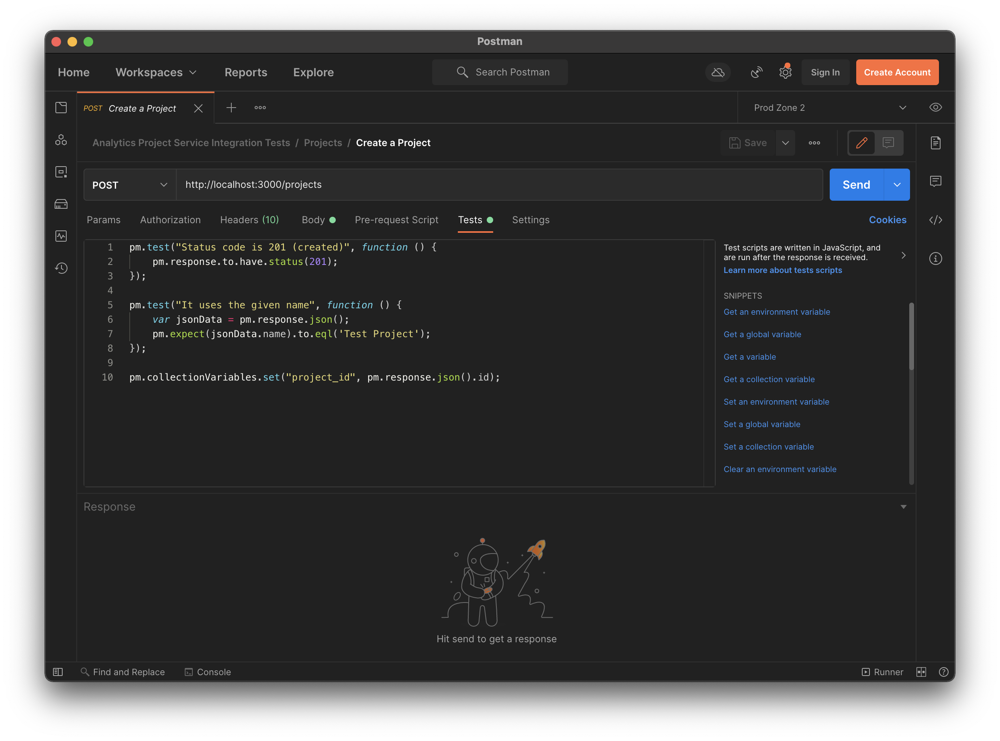 Postman
Home Workspaces Reports Explore Search Postman Sign In Create Account
POST Create a Project Prod Zone 2
Analytics Project Service Integration Tests / Projects / Create a Project Save
POST http://localhost:3000/projects Send
Params Authorization Headers (10) Body Pre-request Script Tests Settings Cookies
1 pm.test("Status code is 201 (created)", function () {
2 pm.response.to.have.status(201);
3 });
4
5 pm.test("It uses the given name", function () {
6 var jsonData = pm.response.json();
7 pm.expect(jsonData.name).to.eql('Test Project');
8 });
9
10 pm.collectionVariables.set("project_id", pm.response.json().id);
Test scripts are written in JavaScript, and
are run after the response is received.
Learn more about tests scripts
SNIPPETS
Get an environment variable
Get a global variable
Get a variable
Get a collection variable
Set an environment variable
Set a global variable
Set a collection variable
Clear an environment variable
Response
Hit send to get a response
Find and Replace Console Runner